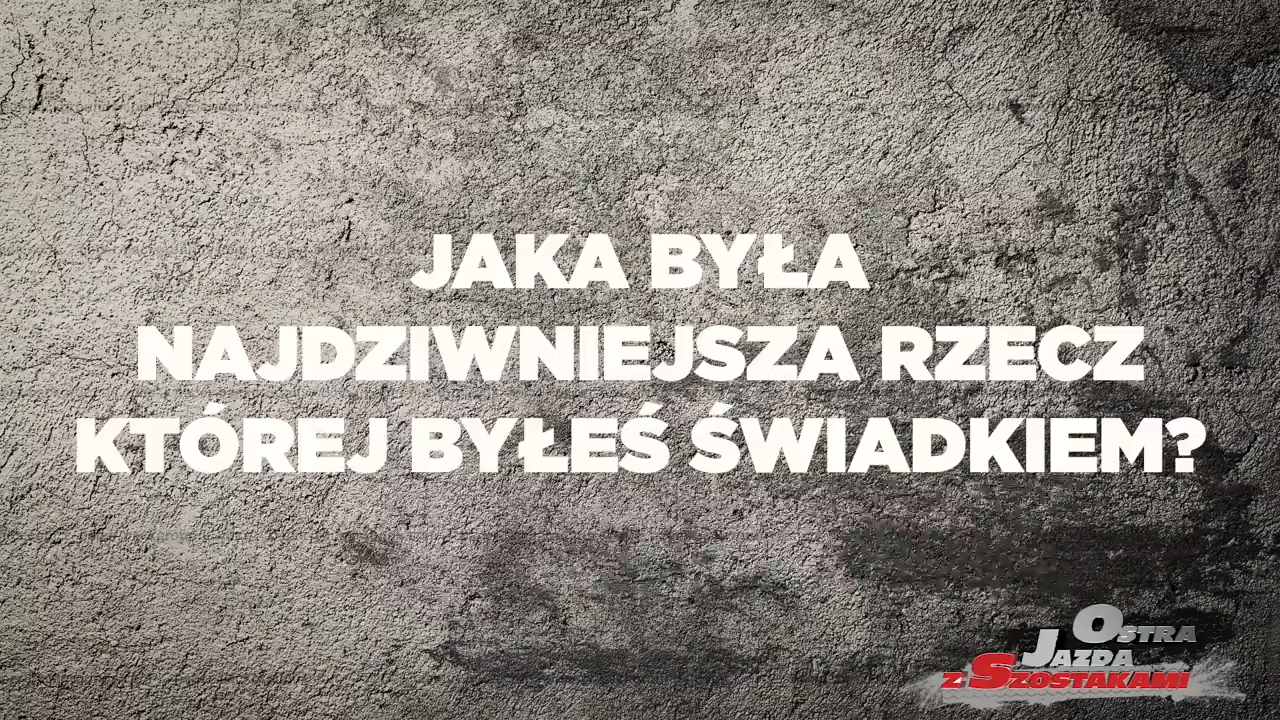 JAKA BYŁA
NAJDZIWNIEJSZA RZECZ
KTÓREJ BYŁEŚ ŚWIADKIEM?
OSTRA
JAZDA
Z SZOSTAKAMI